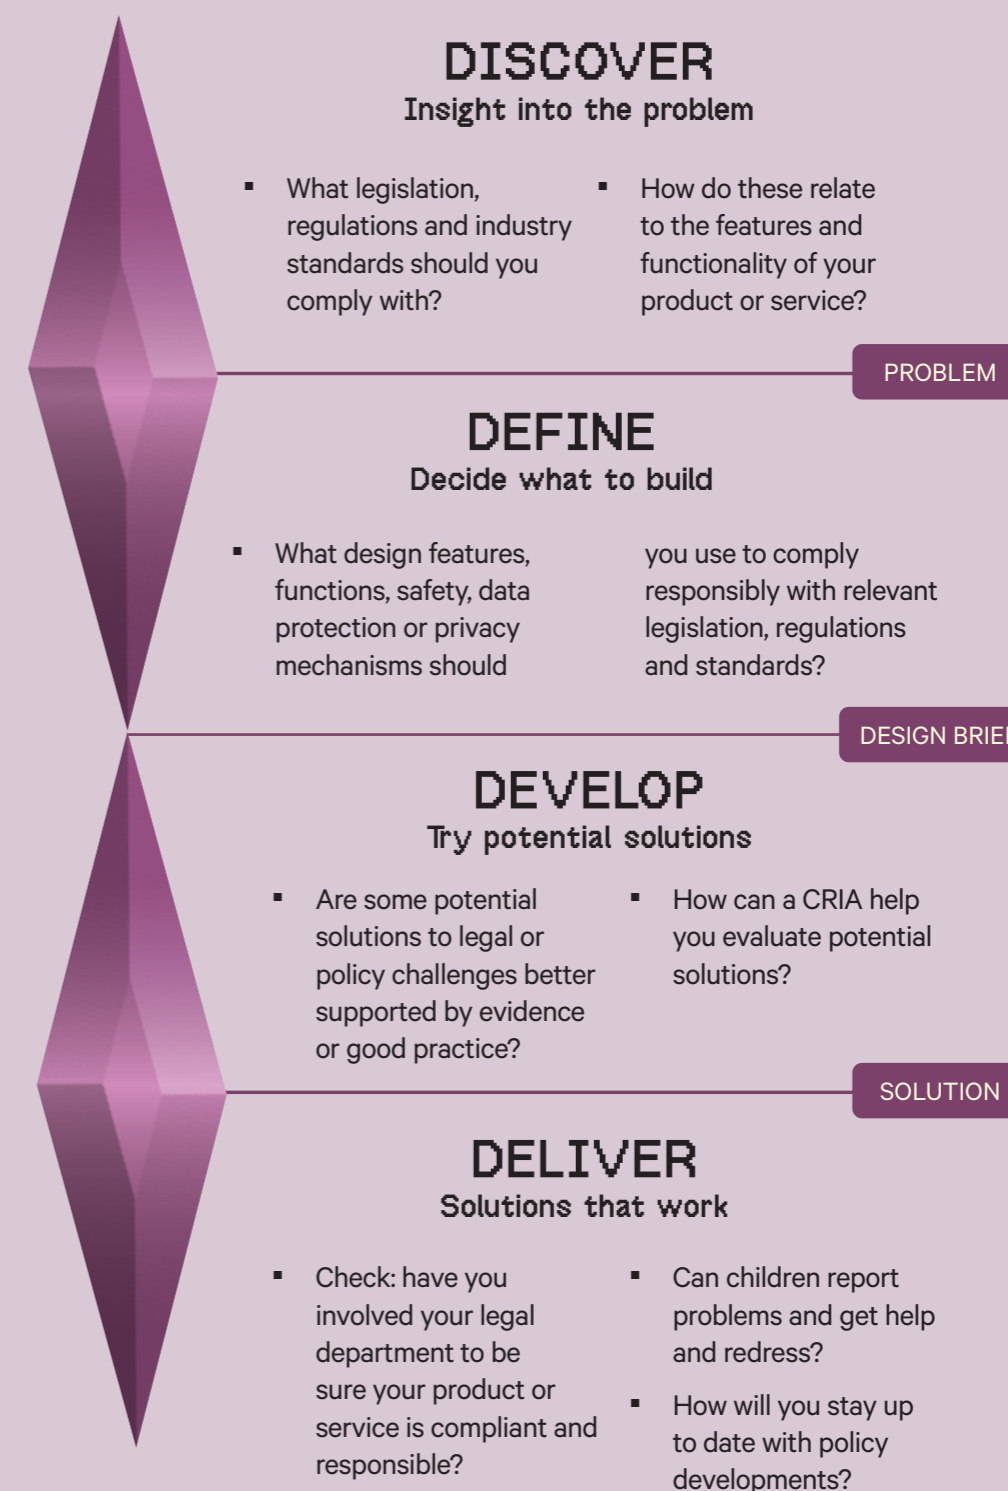 DISCOVER
Insight into the problem
What legislation,
regulations and industry
standards should you
comply with?
How do these relate
to the features and
functionality of your
product or service?
PROBLEM
DEFINE
Decide what to build
What design features,
functions, safety, data
protection or privacy
mechanisms should
you use to comply
responsibly with relevant
legislation, regulations
and standards?
DESIGN
DEVELOP
Try potential solutions
Are some potential
solutions to legal or
policy challenges better
supported by evidence
or good practice?
How can a CRIA help
you evaluate potential
solutions?
SOLUTION
DELIVER
Solutions that work
Check: have you
involved your legal
department to be
sure your product or
service is compliant and
responsible?
Can children report
problems and get help
and redress?
How will you stay up
to date with policy
developments?